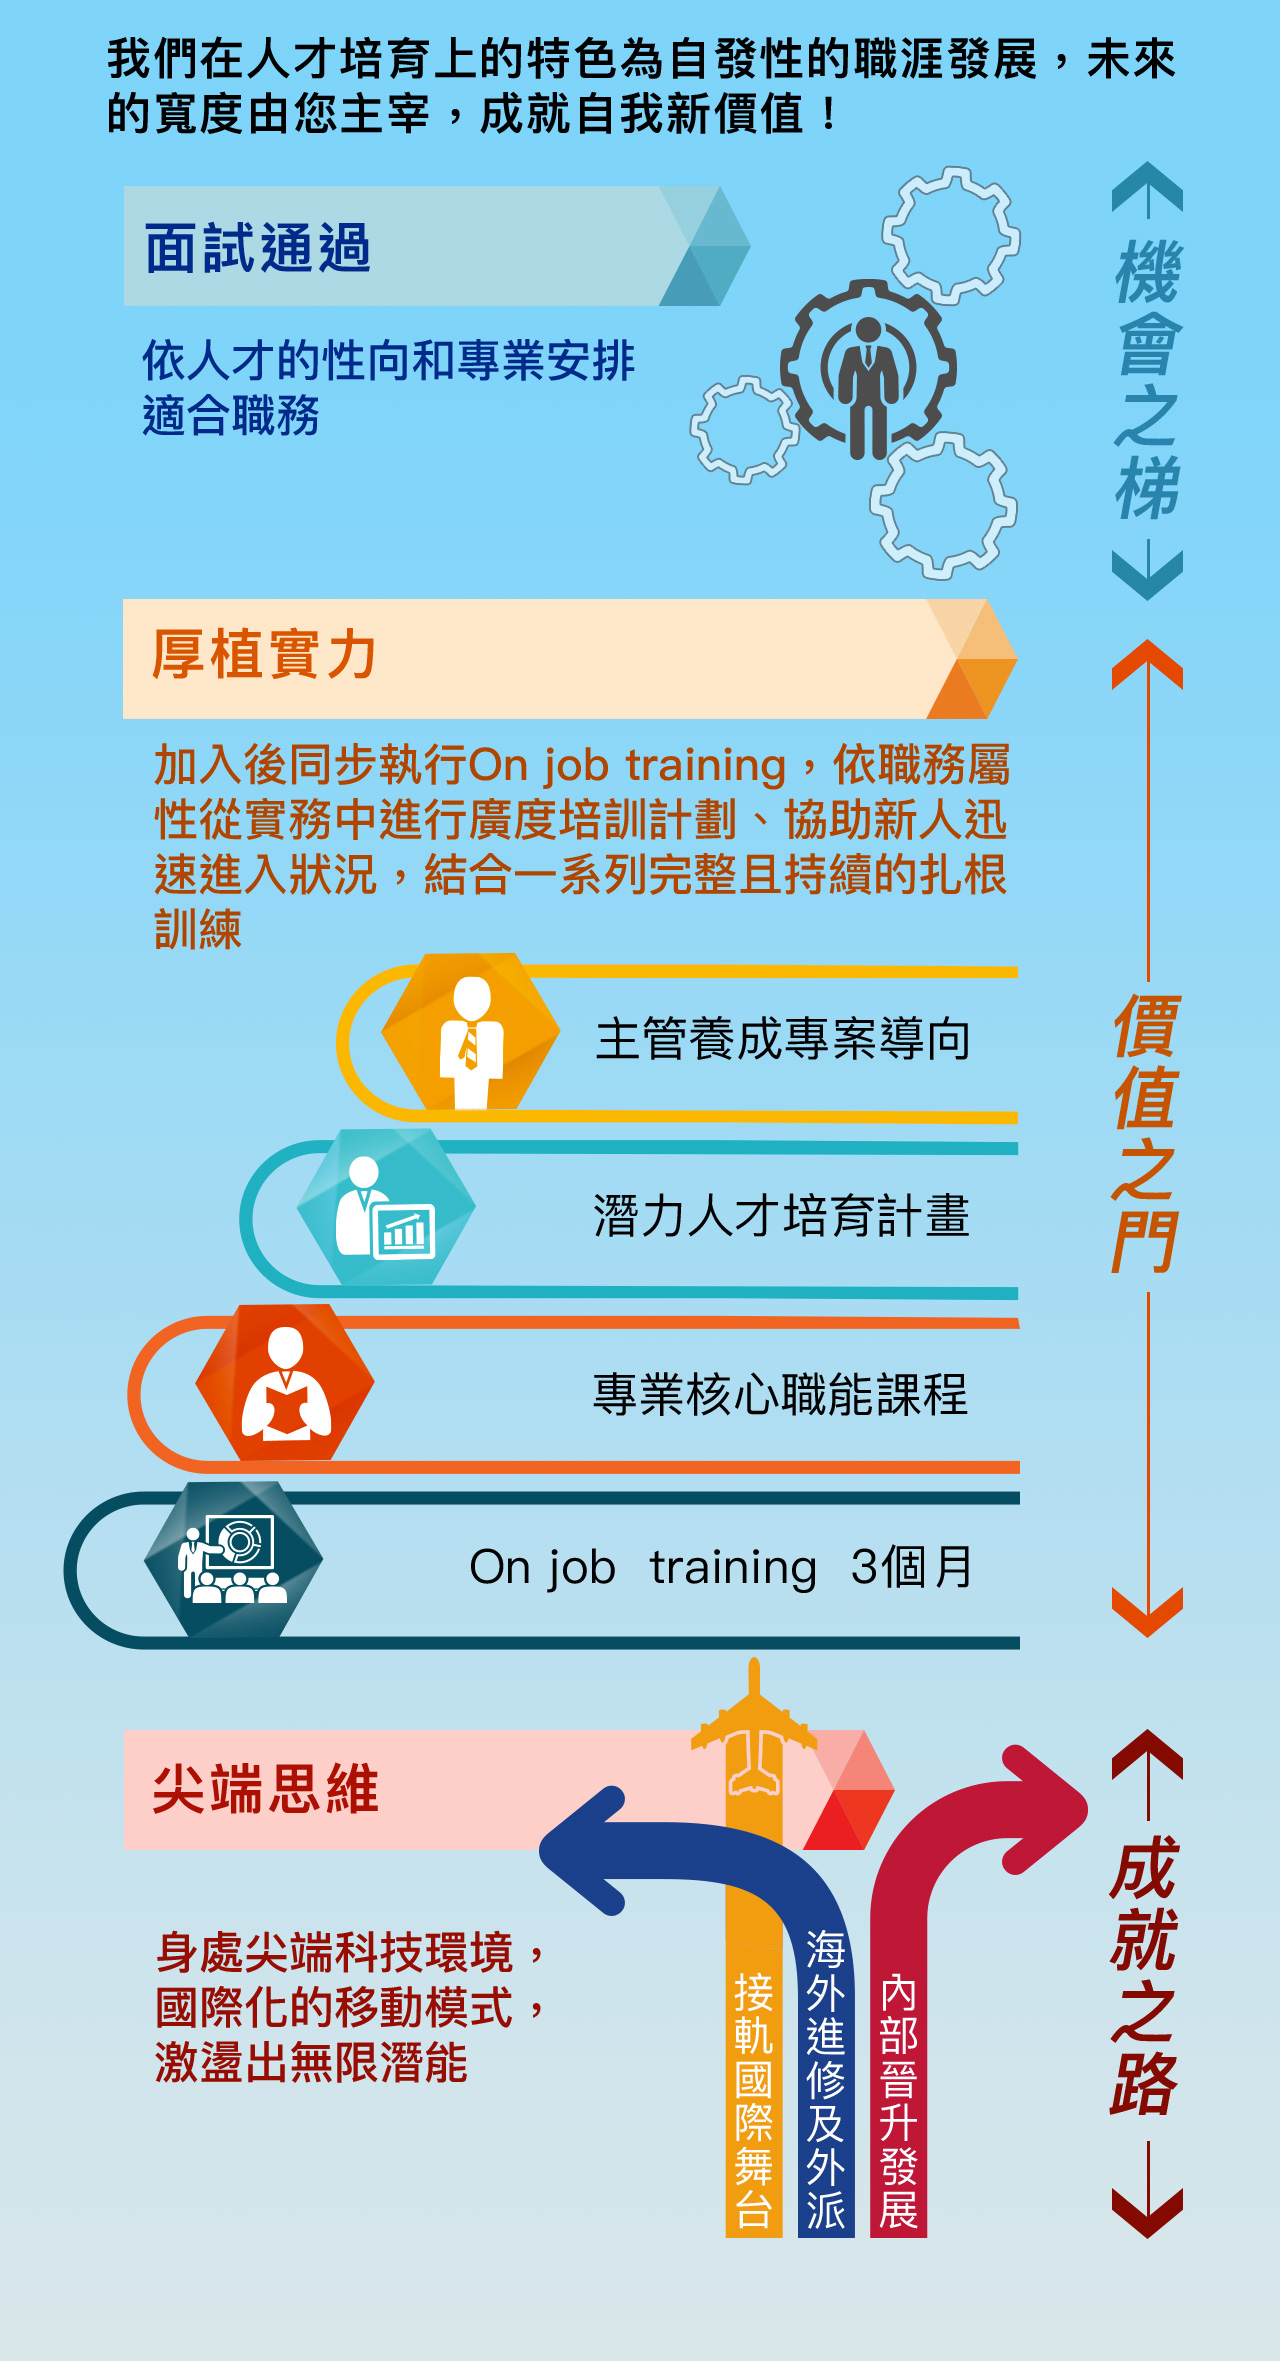 我們在人才培育上的特色為自發性的職涯發展，未來
的寬度由您主宰，成就自我新價值！
面試通過
依人才的性向和專業安排
適合職務
機會之梯
厚植實力
加入後同步執行On job training，依職務屬
性從實務中進行廣度培訓計劃、協助新人迅
速進入狀況，結合一系列完整且持續的扎根
訓練
主管養成專案導向
潛力人才培育計畫
專業核心職能課程
On job training 3個月
價值之門
尖端思維
身處尖端科技環境，
國際化的移動模式，
激盪出無限潛能
接軌國際舞台
海外進修及外派
內部晉升發展
成就之路